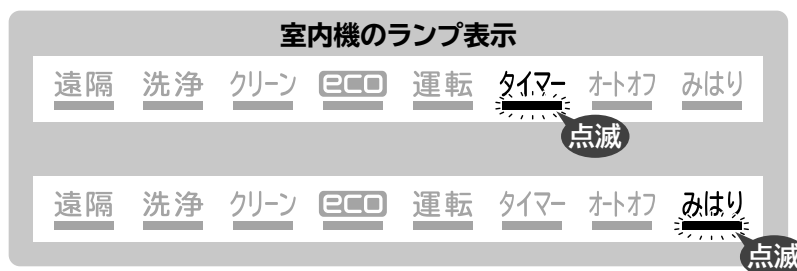 室内機のランプ表示
遠隔 洗浄 クリーン eco 運転 タイマー オートオフ みはり
点滅
遠隔 洗浄 クリーン eco 運転 タイマー オートオフ みはり
点滅